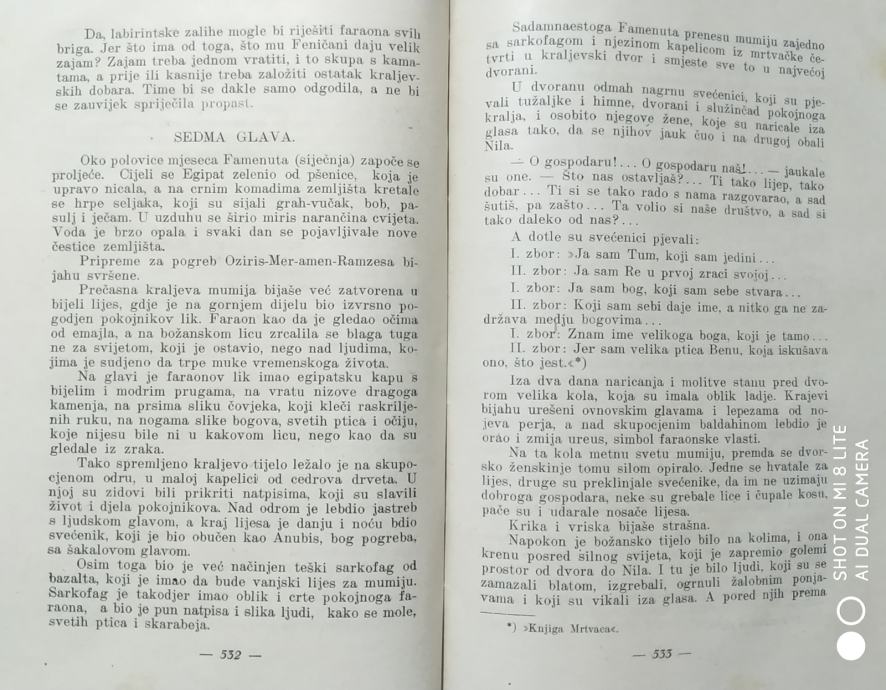 Da, labirintske zalihe mogle bi riješiti faraona svih
briga. Jer što ima od toga, što mu Feničani daju velik
zajam? Zajam treba jednom vratiti, i to skupa s kama-
tama, a prije ili kasnije treba založiti ostatak kraljev-
skih dobara. Time bi se dakle samo odgodila, a ne bi
se zauvijek spriječila propast.
SEDMA GLAVA.
Oko polovice mjeseca Famenuta (siječnja) započe se
proljeće. Cijeli se Egipat zelenio od pšenice, koja je
upravo nicala, a na crnim komadima zemljišta kretale
se hrpe seljaka, koji su sijali grah-vučak, bob, pa-
sulj i ječam. U uzduhu se širio miris narančina cvijeta.
Voda je brzo opala i svaki dan se pojavljivale nove
čestice zemljišta.
Pripreme za pogreb Oziris-Mer-amen-Ramzesa bi-
jahu svršene.
Prečasna kraljeva mumija bijaše već zatvorena u
bijeli lijes, gdje je na gornjem dijelu bio izvrsno po-
godjen pokojnikov lik. Faraon kao da je gledao očima
od emajla, a na božanskom licu zrcalila se blaga tuga
ne za svijetom, koji je ostavio, nego nad ljudima, ko-
jima je sudjeno da trpe muke vremenskoga života.
Na glavi je faraonov lik imao egipatsku kapu s
bijelim i modrim prugama, na vratu nizove dragoga
kamenja, na prsima sliku čovjeka, koji kleči raskrilje-
nih ruku, na nogama slike bogova, svetih ptica i očiju,
koje nijesu bile ni u kakovom licu, nego kao da su
gledale iz zraka.
Tako spremljeno kraljevo tijelo ležalo je na skupo-
cjenom odru, u maloj kapelici od cedrova drveta. U
njoj su zidovi bili prikriti natpisima, koji su slavili
život i djela pokojnikova. Nad odrom je lebdio jastreb
s ljudskom glavom, a kraj lijesa je danju i noću bdio
svećenik, koji je bio obučen kao Anubis, bog pogreba,
sa šakalovom glavom.
Osim toga bio je već načinjen teški sarkofag od
bazalta, koji je imao da bude vanjski lijes za mumiju.
Sarkofag je takodjer imao oblik i crte pokojnoga fa-
raona, a bio je pun natpisa i slika ljudi, kako se mole,
svetih ptica i skarabeja.
— 532 —
Sadamnaestoga Famenuta prenesu mumiju zajedno
sa sarkofagom i njezinom kapelicom iz mrtvačke če-
tvrti u kraljevski dvor i smjeste sve to u najvećoj
dvorani.
U dvoranu odmah nagrnu svećenici, koji su pje-
vali tužaljke i himne, dvorani i služinčad pokojnoga
kralja, i osobito njegove žene, koje su naricale iza
glasa tako, da se njihov jauk čuo i na drugoj obali
Nila.
— O gospodaru!... O gospodaru naš!... — jaukale
su one. — Što nas ostavljaš?... Ti tako lijep, tako
dobar... Ti si se tako rado s nama razgovarao, a sad
šutiš, pa zašto... Ta volio si naše društvo, a sad si
tako daleko od nas?...
A dotle su svećenici pjevali:
I. zbor: »Ja sam Tum, koji sam jedini...
II. zbor: Ja sam Re u prvoj zraci svojoj...
I. zbor: Ja sam bog, koji sam sebe stvara...
II. zbor: Koji sam sebi daje ime, a nitko ga ne za-
država medju bogovima...
I. zbor: Znam ime velikoga boga, koji je tamo...
II. zbor: Jer sam velika ptica Benu, koja iskušava
ono, što jest.«*)
Iza dva dana naricanja i molitve stanu pred dvo-
rom velika kola, koja su imala oblik ladje. Krajevi
bijahu urešeni ovnovskim glavama i lepezama od no-
jeva perja, a nad skupocjenim baldahinom lebdio je
orao i zmija ureus, simbol faraonske vlasti.
Na ta kola metnu svetu mumiju, premda se dvor-
sko ženskinje tomu silom opiralo. Jedne se hvatale za
lijes, druge su preklinjale svećenike, da im ne uzimaju
dobroga gospodara, neke su grebale lice i čupale kosu,
pače su i udarale nosače lijesa.
Krika i vriska bijaše strašna.
Napokon je božansko tijelo bilo na kolima, i ona
krenu posred silnog svijeta, koji je zapremio golemi
prostor od dvora do Nila. I tu je bilo ljudi, koji su se
zamazali blatom, izgrebali, ogrnuli žalobnim ponja-
vama i koji su vikali iza glasa. A pored njih prema
*) »Knjiga Mrtvaca«.
— 533 —
SHOT ON MI 8 LITE
AI DUAL CAMERA